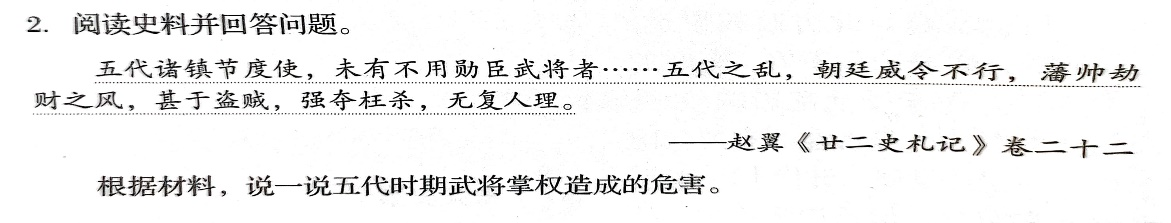 2. 阅读史料并回答问题。
五代诸镇节度使，未有不用勋臣武将者……五代之乱，朝廷威令不行，藩帅劫
财之风，甚于盗贼，强夺枉杀，无复人理。
——赵翼《廿二史札记》卷二十二
根据材料，说一说五代时期武将掌权造成的危害。